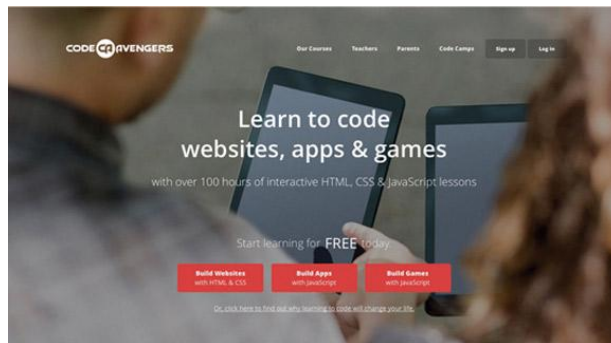 CODE CA AVENGERS
Our Courses Teachers Parents Code Camps Sign up Log in
Learn to code
websites, apps & games
with over 100 hours of interactive HTML, CSS & JavaScript lessons
Start learning for FREE today.
Build Websites Build Apps Build Games
with HTML & CSS with JavaScript with JavaScript
Or, click here to find out why learning to code will change your life.